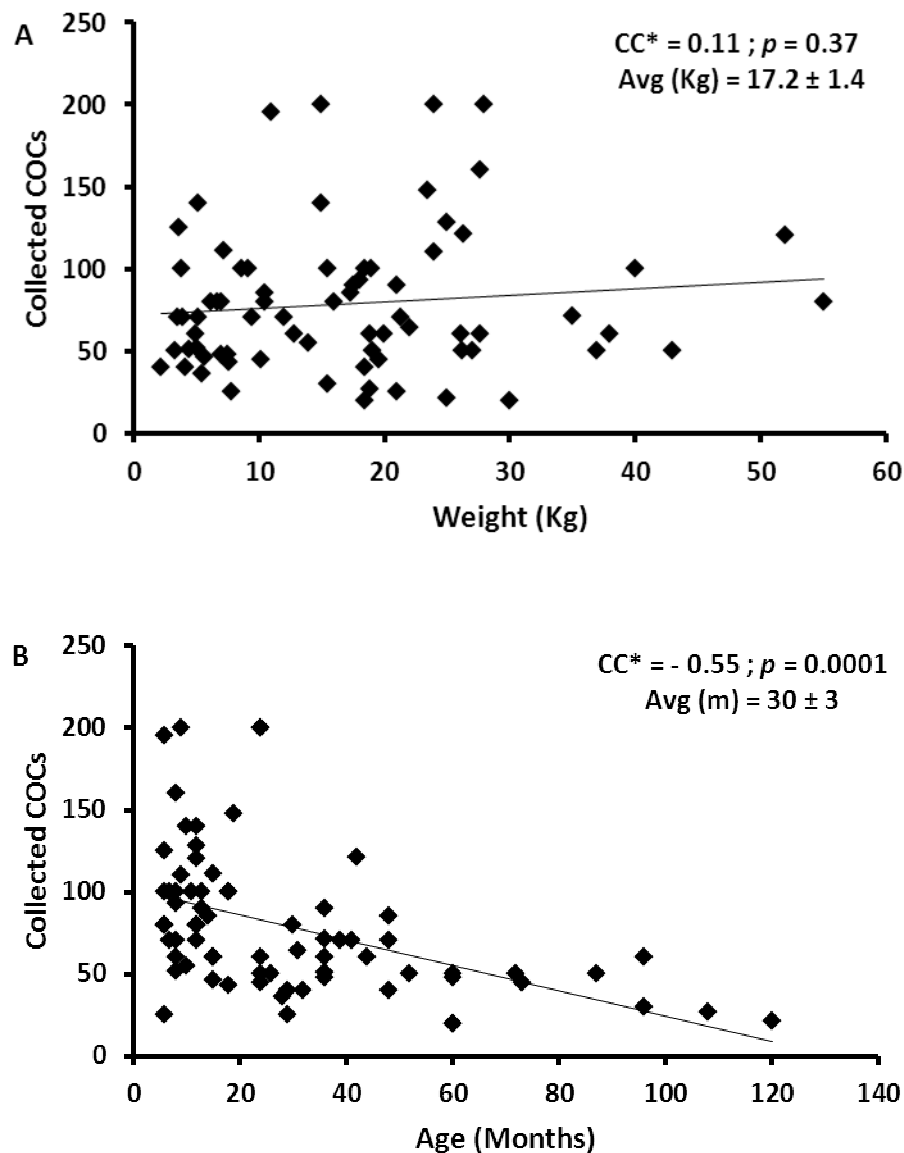 A
CC* = 0.11 ; p = 0.37
Avg (Kg) = 17.2 ± 1.4
250
200
150
100
50
0
Collected COCs
0 10 20 30 40 50 60
Weight (Kg)
B
CC* = - 0.55 ; p = 0.0001
Avg (m) = 30 ± 3
250
200
150
100
50
0
Collected COCs
0 20 40 60 80 100 120 140
Age (Months)